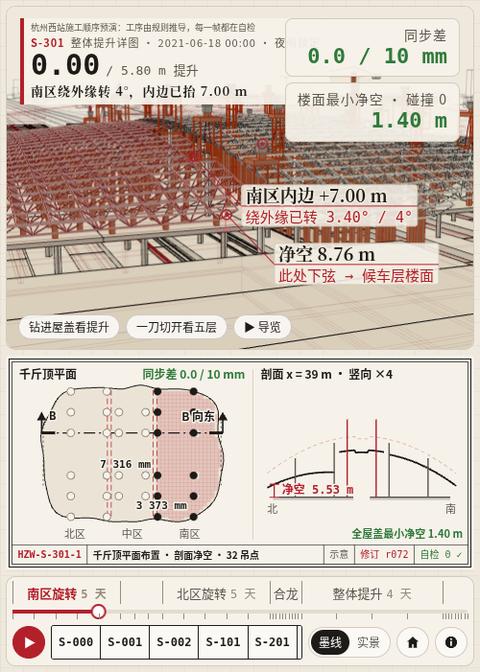 杭州西站施工顺序预演：工序由规则推导，每一帧都在自检
S-301 整体提升详图 · 2021-06-18 00:00 · 夜
0.00 / 5.80 m 提升
南区绕外缘转 4°，内边已抬 7.00 m
同步差
0.0 / 10 mm
楼面最小净空 · 碰撞 0
1.40 m
南区内边 +7.00 m
绕外缘已转 3.40° / 4°
净空 8.76 m
此处下弦 → 候车层楼面
钻进屋盖看提升
一刀切开看五层
▶ 导览
千斤顶平面
同步差 0.0 / 10 mm
B
B 向东
7 316 mm
3 373 mm
北区
中区
南区
剖面 x = 39 m · 竖向 ×4
净空 5.53 m
北
南
全屋盖最小净空 1.40 m
HZW-S-301-1
千斤顶平面布置 · 剖面净空 · 32 吊点
示意
修订 r072
自检 0 ✓
南区旋转 5 天
北区旋转 5 天
合龙
整体提升 4 天
S-000
S-001
S-002
S-101
S-201
墨线
实景